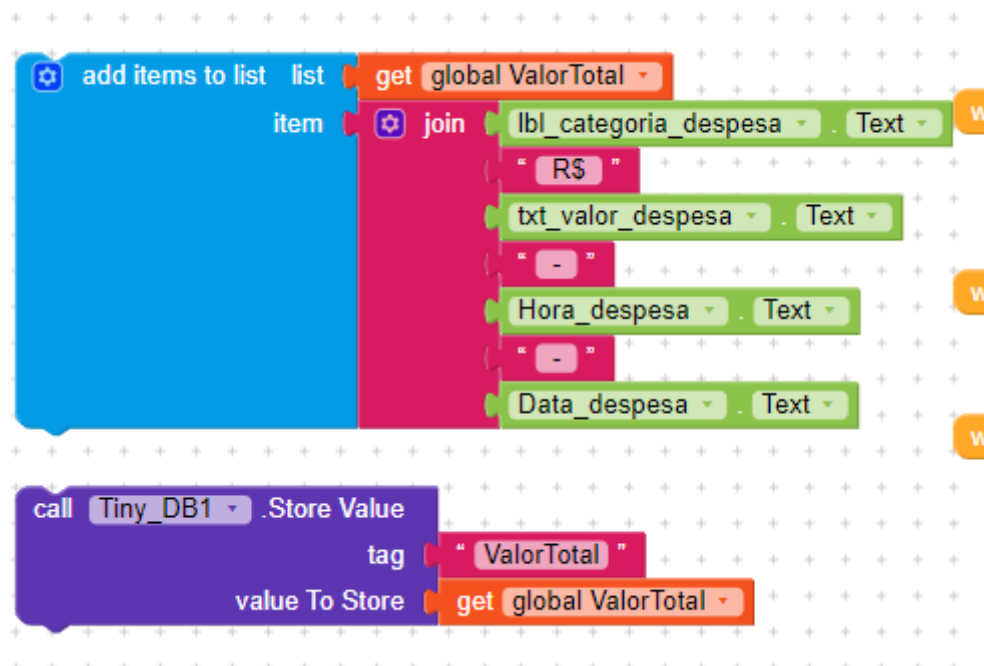 add items to list list get global ValorTotal
item join lbl_categoria_despesa . Text
" R$ "
txt_valor_despesa . Text
" - "
Hora_despesa . Text
" - "
Data_despesa . Text
call Tiny_DB1 .Store Value
tag " ValorTotal "
value To Store get global ValorTotal